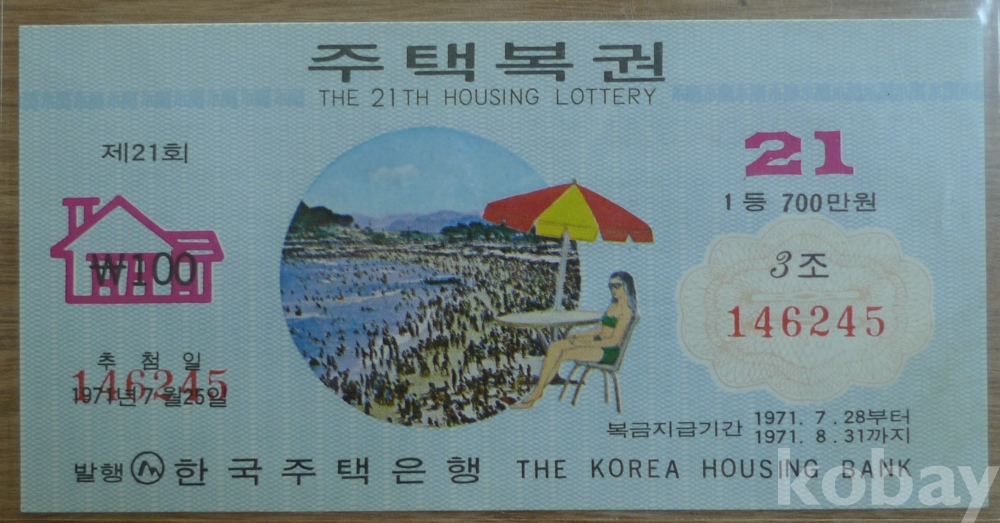 주택복권
THE 21TH HOUSING LOTTERY
제21회
21
1등 700만원
₩100
3조
146245
추첨일
146245
1971년7월25일
복금지급기간 1971. 7. 28부터
1971. 8. 31까지
발행 한국주택은행 THE KOREA HOUSING BANK
kobay